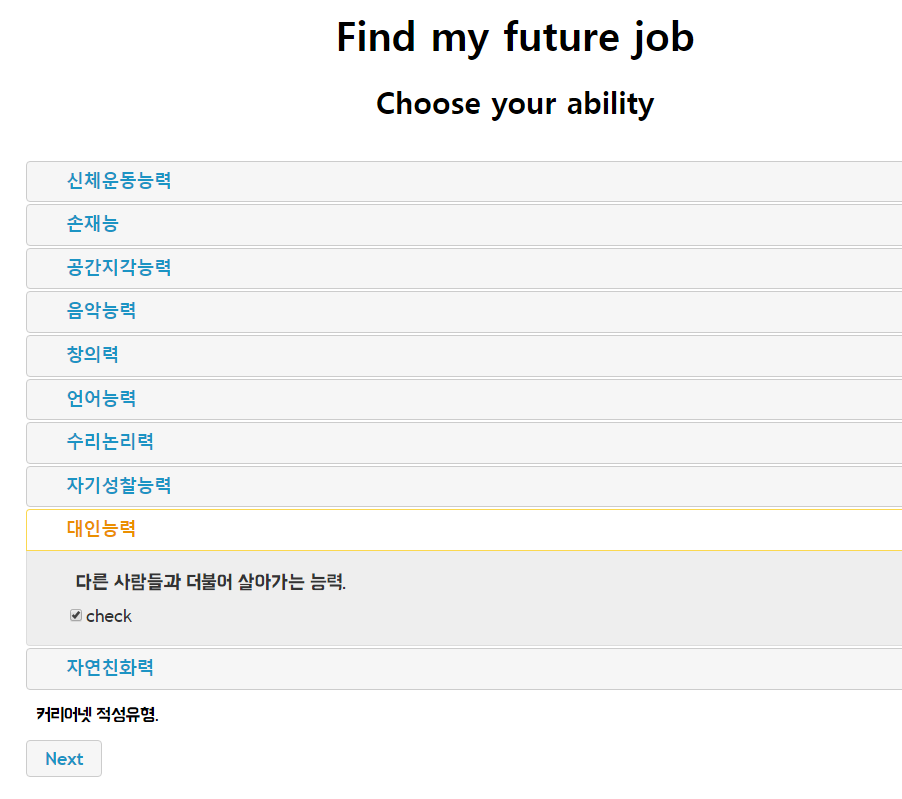 Find my future job
Choose your ability
신체운동능력
손재능
공간지각능력
음악능력
창의력
언어능력
수리논리력
자기성찰능력
대인능력
다른 사람들과 더불어 살아가는 능력.
check
자연친화력
커리어넷 적성유형.
Next